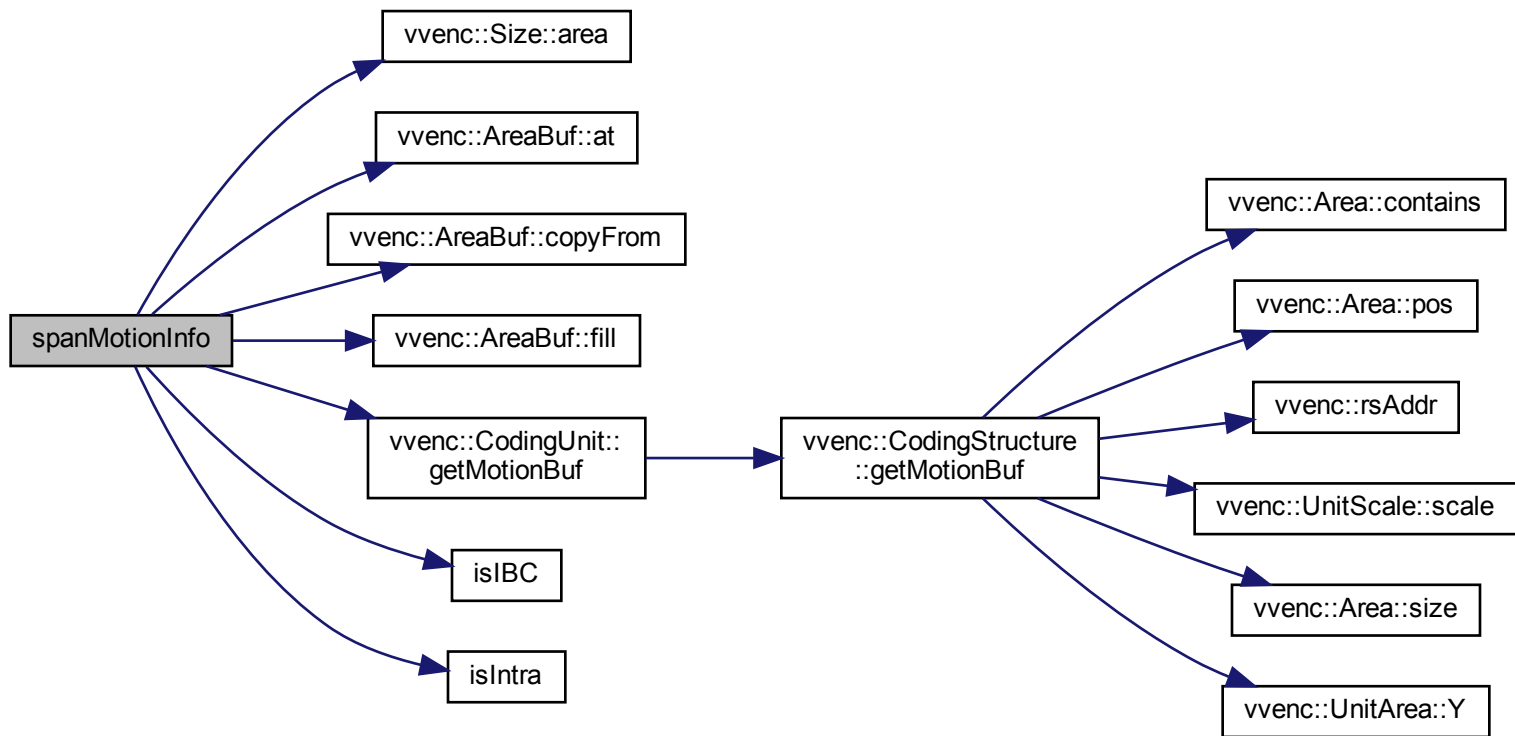 spanMotionInfo
vvenc::Size::area
vvenc::AreaBuf::at
vvenc::AreaBuf::copyFrom
vvenc::AreaBuf::fill
vvenc::CodingUnit::
getMotionBuf
isIBC
isIntra
vvenc::CodingStructure
::getMotionBuf
vvenc::Area::contains
vvenc::Area::pos
vvenc::rsAddr
vvenc::UnitScale::scale
vvenc::Area::size
vvenc::UnitArea::Y